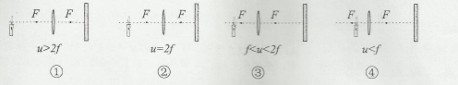 F F F F F F F F
u>2f u=2f f<u<2f u<f
① ② ③ ④